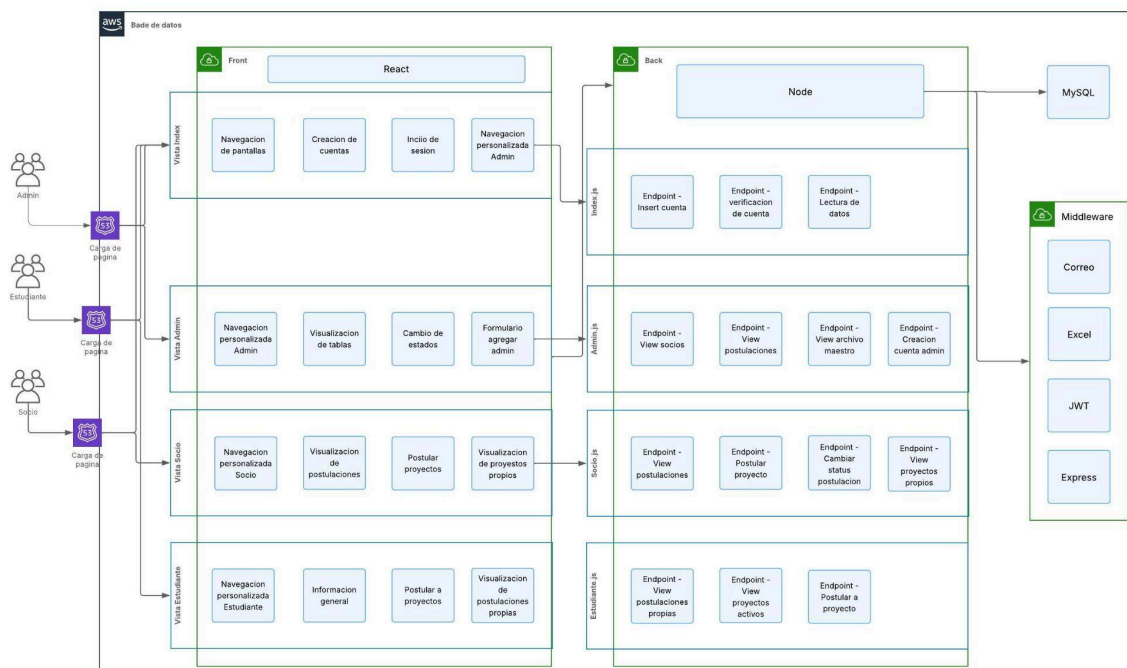 aws
Bade de datos
Front
React
Vista Index
Navegacion
de pantallas
Creacion de
cuentas
Inciio de
sesion
Navegacion
personalizada
Admin
Back
Node
MySQL
Index.js
Endpoint -
Insert cuenta
Endpoint -
verificacion
de cuenta
Endpoint -
Lectura de
datos
Admin
53
Carga de
pagina
Estudiante
53
Carga de
pagina
Socio
53
Carga de
pagina
Vista Admin
Navegacion
personalizada
Admin
Visualizacion
de tablas
Cambio de
estados
Formulario
agregar
admin
Admin.js
Endpoint -
View socios
Endpoint -
View
postulaciones
Endpoint -
View archivo
maestro
Endpoint -
Creacion
cuenta admin
Middleware
Correo
Excel
JWT
Express
Vista Socio
Navegacion
personalizada
Socio
Visualizacion
de
postulaciones
Postular
proyectos
Visualizacion
de proyestos
propios
Socio.js
Endpoint -
View
postulaciones
Endpoint -
Postular
proyecto
Endpoint -
Cambiar
status
postulacion
Endpoint -
View
proyectos
propios
Vista Estudiante
Navegacion
personalizada
Estudiante
Informacion
general
Postular a
proyectos
Visualizacion
de
postulaciones
propias
Estudiante.js
Endpoint -
View
postulaciones
propias
Endpoint -
View
proyectos
activos
Endpoint -
Postular a
proyecto